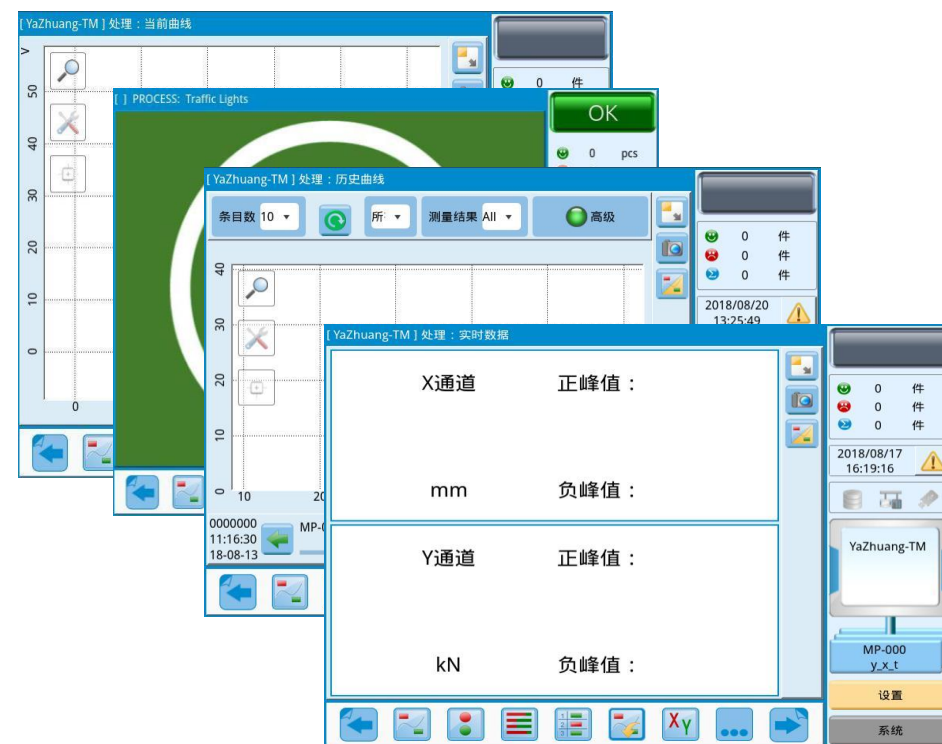 [ YaZhuang-TM ] 处理：当前曲线
V
50
40
30
20
10
0
0
0 件
[ ] PROCESS: Traffic Lights
OK
0 pcs
[ YaZhuang-TM ] 处理：历史曲线
条目数 10
所
测量结果 All
高级
0 件
0 件
0 件
2018/08/20
13:25:49
40
30
20
10
0
10 20
0000000
11:16:30
18-08-13
MP-0
[ YaZhuang-TM ] 处理：实时数据
X通道 正峰值：
mm 负峰值：
Y通道 正峰值：
kN 负峰值：
0 件
0 件
0 件
2018/08/17
16:19:16
YaZhuang-TM
MP-000
y_x_t
设置
系统
XY